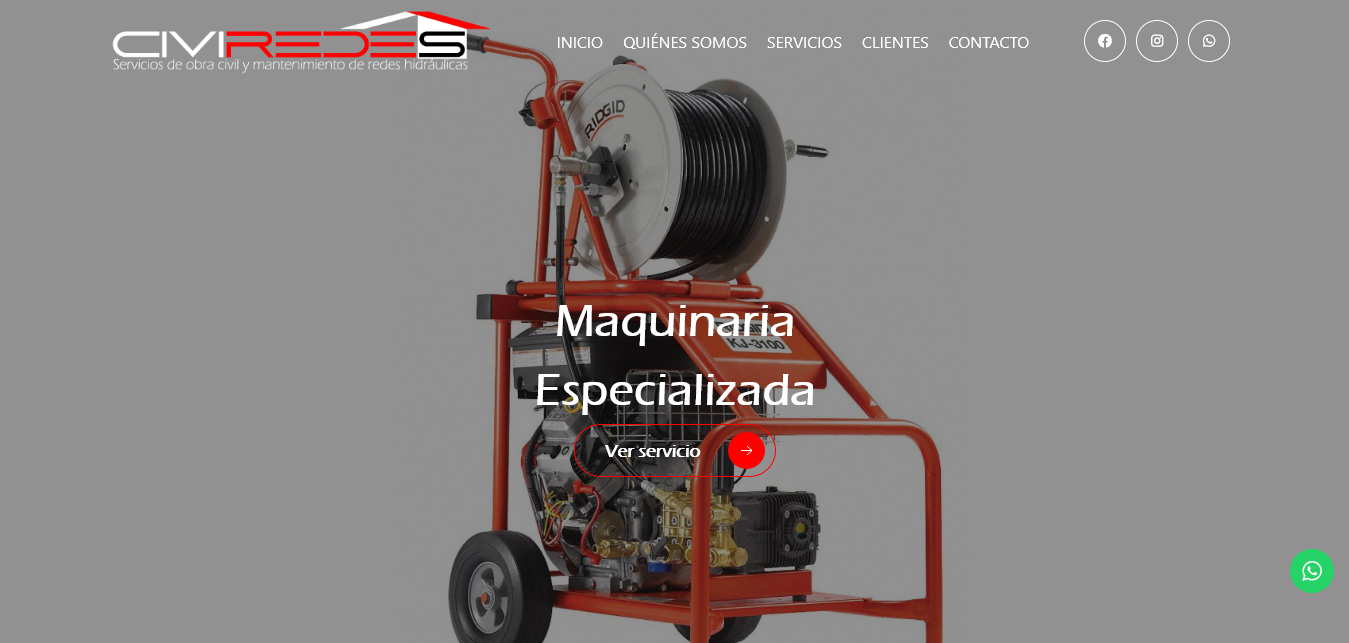 CIVIREDES
Servicios de obra civil y mantenimiento de redes hidráulicas
INICIO QUIÉNES SOMOS SERVICIOS CLIENTES CONTACTO
RIDGID
Maquinaria
KJ-3100
Especializada
Ver servicio